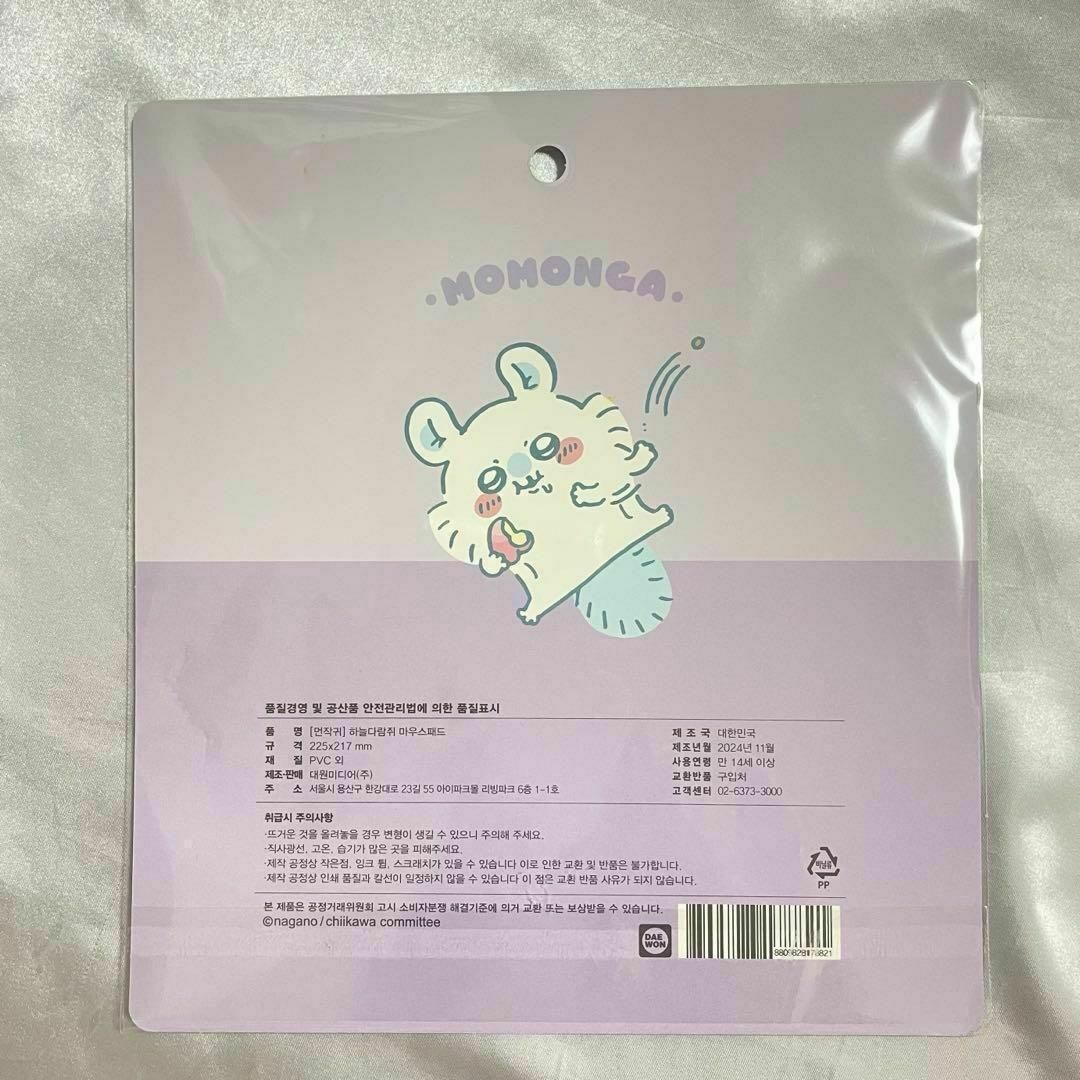 ·MOMONGA·
품질경영 및 공산품 안전관리법에 의한 품질표시
품 명 [먼작귀] 하늘다람쥐 마우스패드
규 격 225x217 mm
재 질 PVC 외
제조·판매 대원미디어(주)
주 소 서울시 용산구 한강대로 23길 55 아이파크몰 리빙파크 6층 1-1호
제 조 국 대한민국
제조년월 2024년 11월
사용연령 만 14세 이상
교환반품 구입처
고객센터 02-6373-3000
취급시 주의사항
·뜨거운 것을 올려놓을 경우 변형이 생길 수 있으니 주의해 주세요.
·직사광선, 고온, 습기가 많은 곳을 피해주세요.
·제작 공정상 작은점, 잉크 튐, 스크래치가 있을 수 있습니다 이로 인한 교환 및 반품은 불가합니다.
·제작 공정상 인쇄 품질과 칼선이 일정하지 않을 수 있습니다 이 점은 교환 반품 사유가 되지 않습니다.
비닐류
PP
본 제품은 공정거래위원회 고시 소비자분쟁 해결기준에 의거 교환 또는 보상받을 수 있습니다.
©nagano / chiikawa committee
DAE
WON